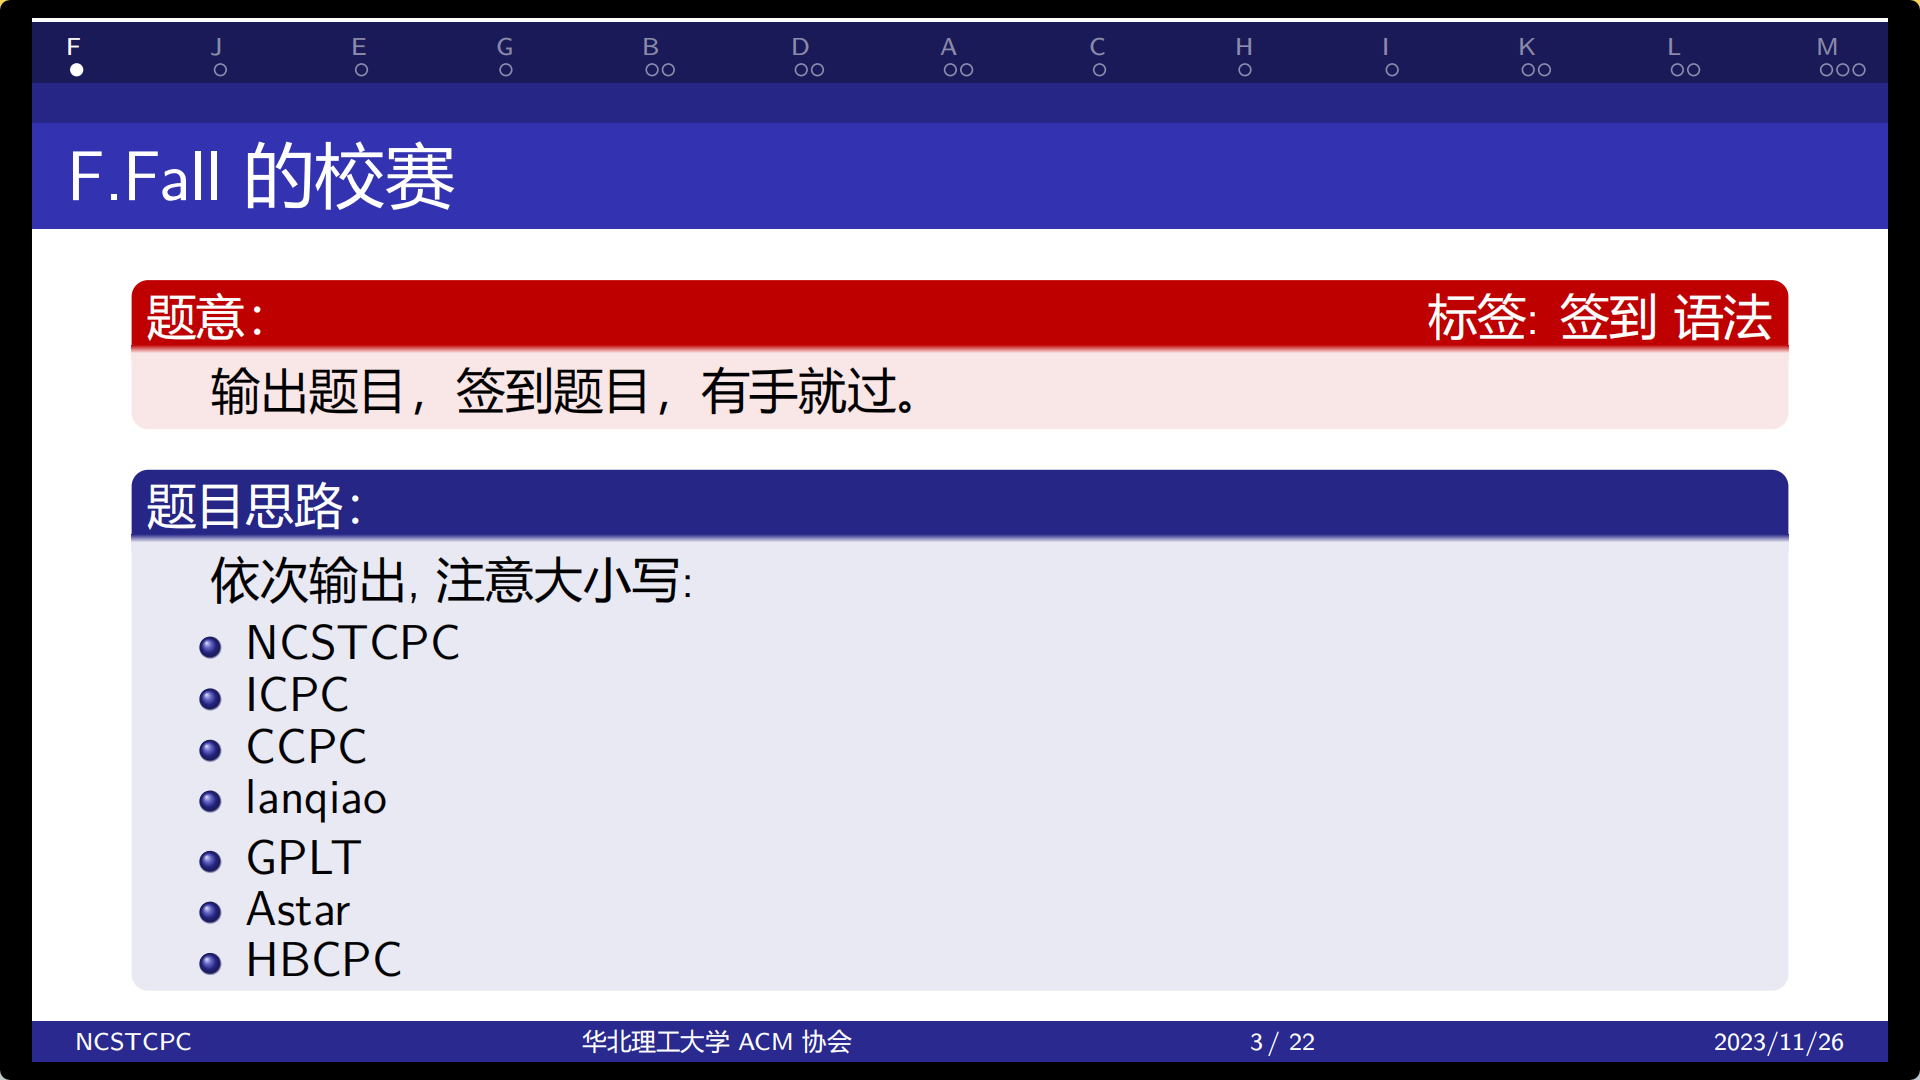 F J E G B D A C H I K L M
F.Fall 的校赛
题意： 标签: 签到 语法
输出题目，签到题目，有手就过。
题目思路：
依次输出, 注意大小写:
NCSTCPC
ICPC
CCPC
lanqiao
GPLT
Astar
HBCPC
NCSTCPC 华北理工大学 ACM 协会 3 / 22 2023/11/26